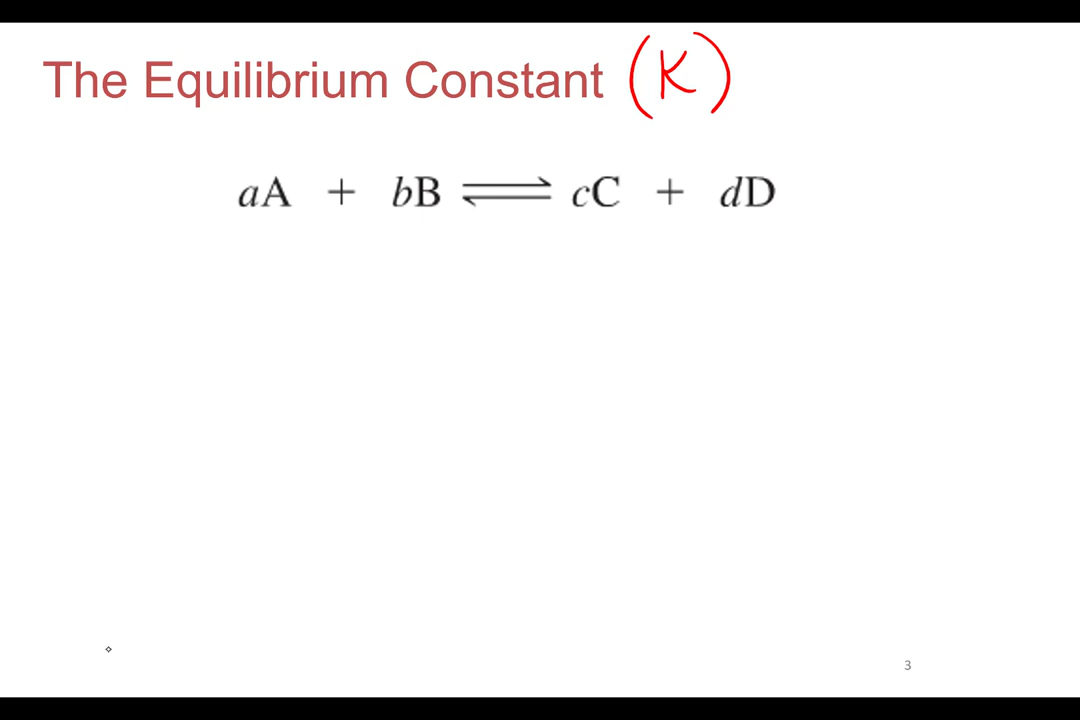 The Equilibrium Constant (K)
aA + bB ⇌ cC + dD
3